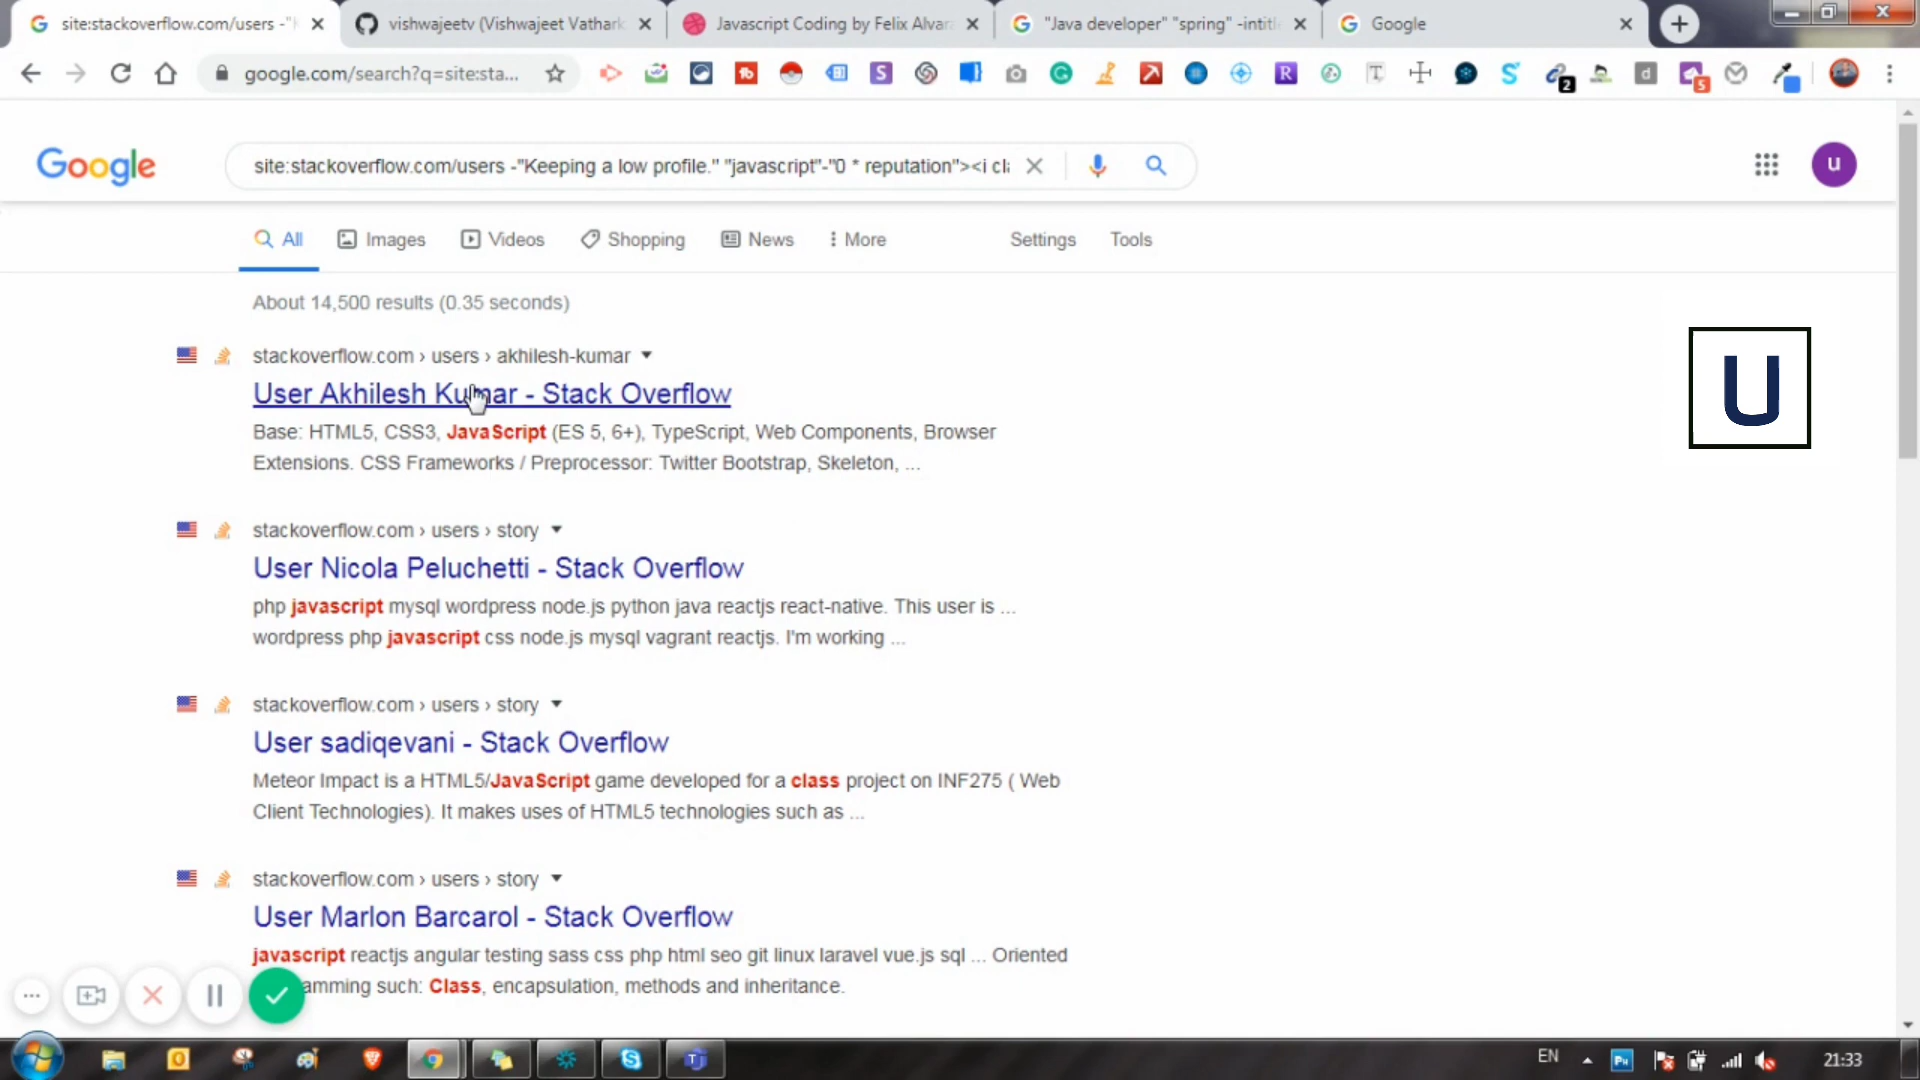 site:stackoverflow.com/users -"
vishwajeetv (Vishwajeet Vathark
Javascript Coding by Felix Alvara
"Java developer" "spring" -intitle
Google
google.com/search?q=site:sta...
Google
site:stackoverflow.com/users -"Keeping a low profile." "javascript"-"0 * reputation"><i cla
u
All
Images
Videos
Shopping
News
More
Settings
Tools
About 14,500 results (0.35 seconds)
stackoverflow.com › users › akhilesh-kumar
User Akhilesh Kumar - Stack Overflow
Base: HTML5, CSS3, JavaScript (ES 5, 6+), TypeScript, Web Components, Browser
Extensions. CSS Frameworks / Preprocessor: Twitter Bootstrap, Skeleton, ...
U
stackoverflow.com › users › story
User Nicola Peluchetti - Stack Overflow
php javascript mysql wordpress node.js python java reactjs react-native. This user is ...
wordpress php javascript css node.js mysql vagrant reactjs. I'm working ...
stackoverflow.com › users › story
User sadiqevani - Stack Overflow
Meteor Impact is a HTML5/JavaScript game developed for a class project on INF275 ( Web
Client Technologies). It makes uses of HTML5 technologies such as ...
stackoverflow.com › users › story
User Marlon Barcarol - Stack Overflow
javascript reactjs angular testing sass css php html seo git linux laravel vue.js sql ... Oriented
amming such: Class, encapsulation, methods and inheritance.
EN
21:33